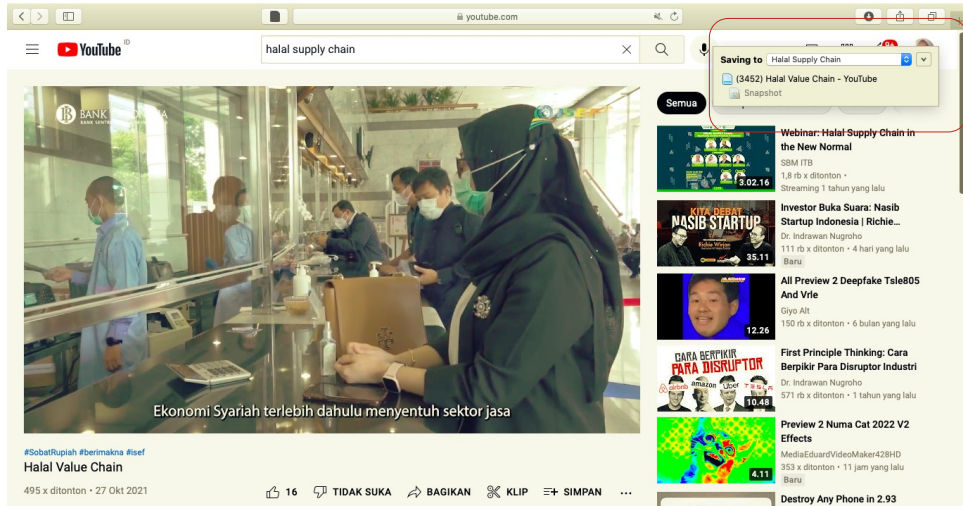 youtube.com
YouTube ID
halal supply chain
9+
Saving to Halal Supply Chain
(3452) Halal Value Chain - YouTube
Snapshot
BANK
BANK
Semua
Ekonomi Syariah terlebih dahulu menyentuh sektor jasa
#SobatRupiah #berimakna #isef
Halal Value Chain
495 x ditonton • 27 Okt 2021
16 TIDAK SUKA BAGIKAN KLIP SIMPAN ...
3.02.16
Webinar: Halal Supply Chain in
the New Normal
SBM ITB
1,8 rb x ditonton •
Streaming 1 tahun yang lalu
KITA DEBAT
NASIB STARTUP
35.11
Investor Buka Suara: Nasib
Startup Indonesia | Richie...
Dr. Indrawan Nugroho
111 rb x ditonton • 4 hari yang lalu
Baru
12.26
All Preview 2 Deepfake Tsle805
And Vrle
Giyo Alt
150 rb x ditonton • 6 bulan yang lalu
CARA BERPIKIR
PARA DISRUPTOR
airbnb amazon Uber TESLA
10.48
First Principle Thinking: Cara
Berpikir Para Disruptor Industri
Dr. Indrawan Nugroho
571 rb x ditonton • 1 tahun yang lalu
4.11
Preview 2 Numa Cat 2022 V2
Effects
MediaEduardVideoMaker428HD
353 x ditonton • 11 jam yang lalu
Baru
Destroy Any Phone in 2.93